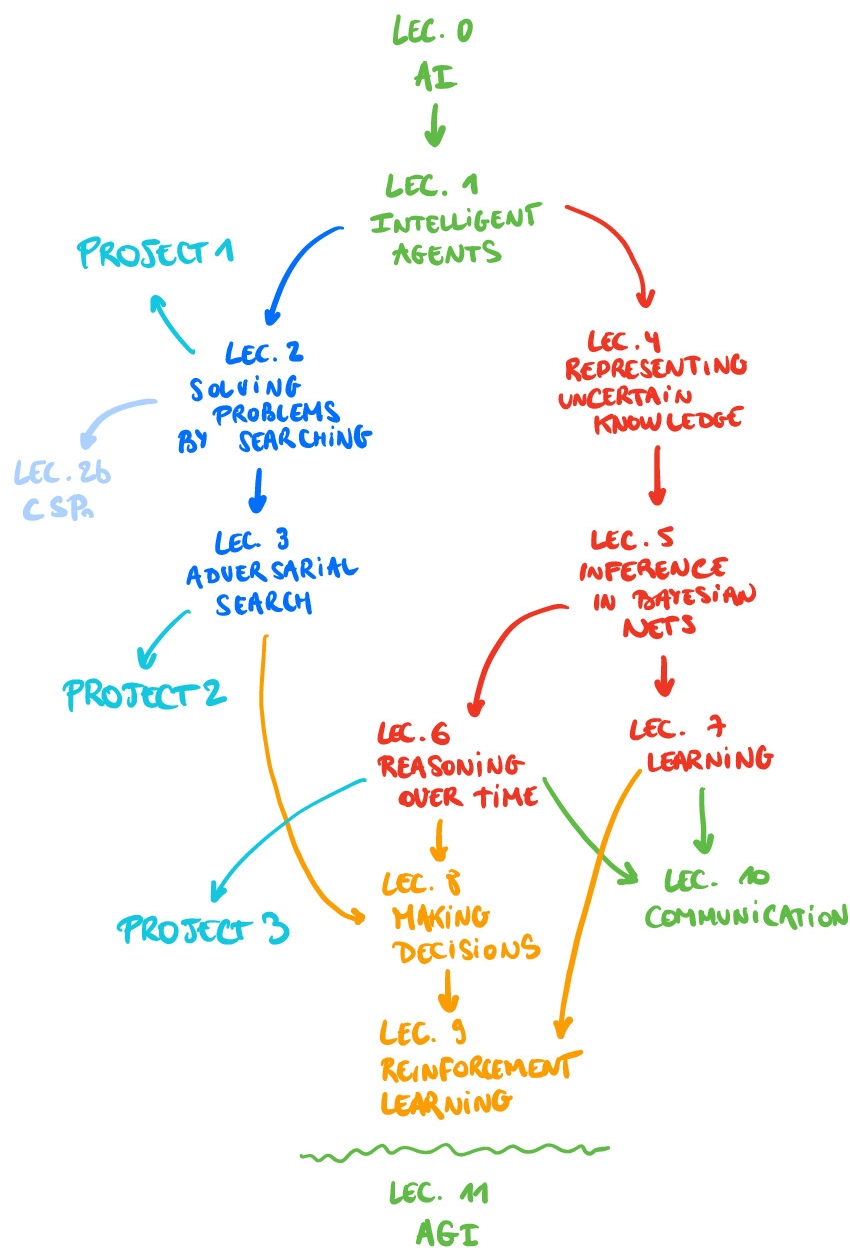 LEC. 0
AI
LEC. 1
INTELLIGENT
AGENTS
PROJECT 1
LEC. 2
SOLVING
PROBLEMS
BY SEARCHING
LEC. 4
REPRESENTING
UNCERTAIN
KNOWLEDGE
LEC. 2b
CSPs
LEC. 3
ADVERSARIAL
SEARCH
LEC. 5
INFERENCE
IN BAYESIAN
NETS
PROJECT 2
LEC. 6
REASONING
OVER TIME
LEC. 7
LEARNING
LEC. 8
MAKING
DECISIONS
LEC. 10
COMMUNICATION
PROJECT 3
LEC. 9
REINFORCEMENT
LEARNING
LEC. 11
AGI